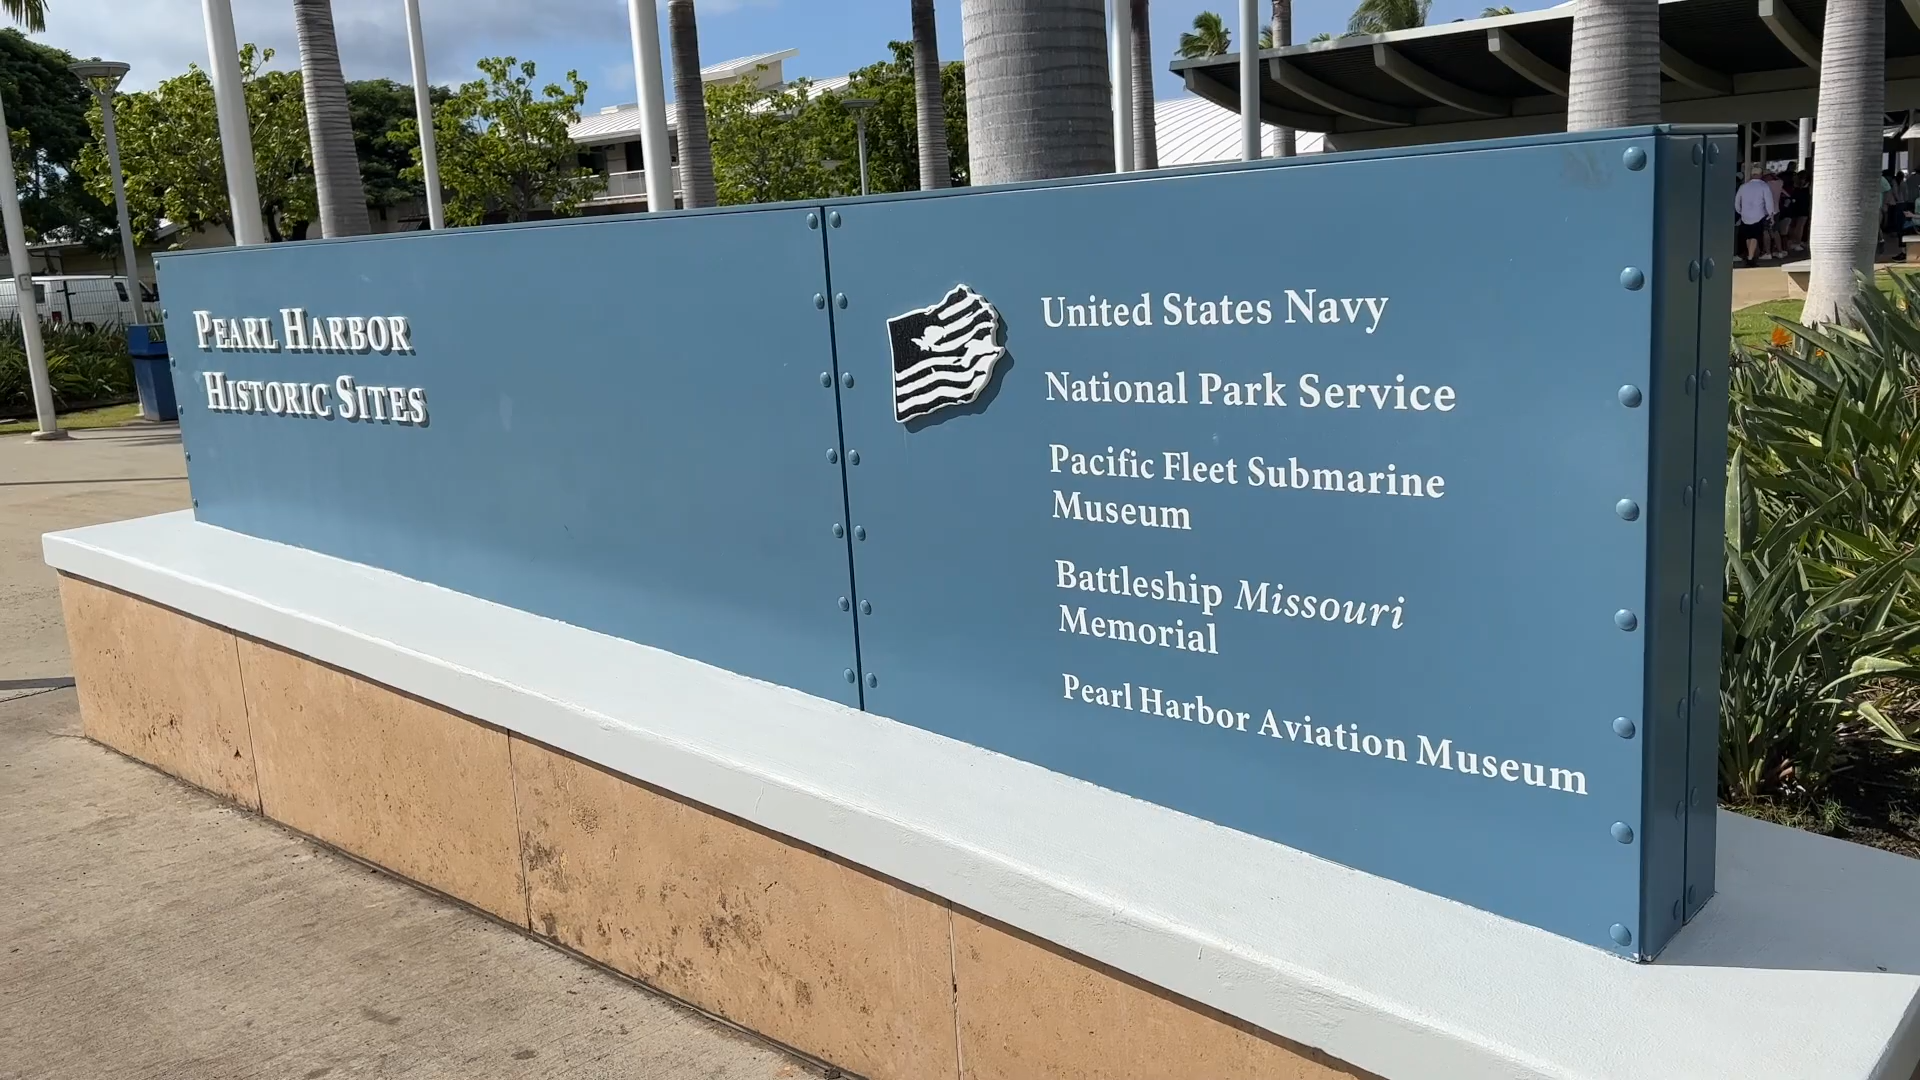 PEARL HARBOR
HISTORIC SITES
United States Navy
National Park Service
Pacific Fleet Submarine
Museum
Battleship Missouri
Memorial
Pearl Harbor Aviation Museum